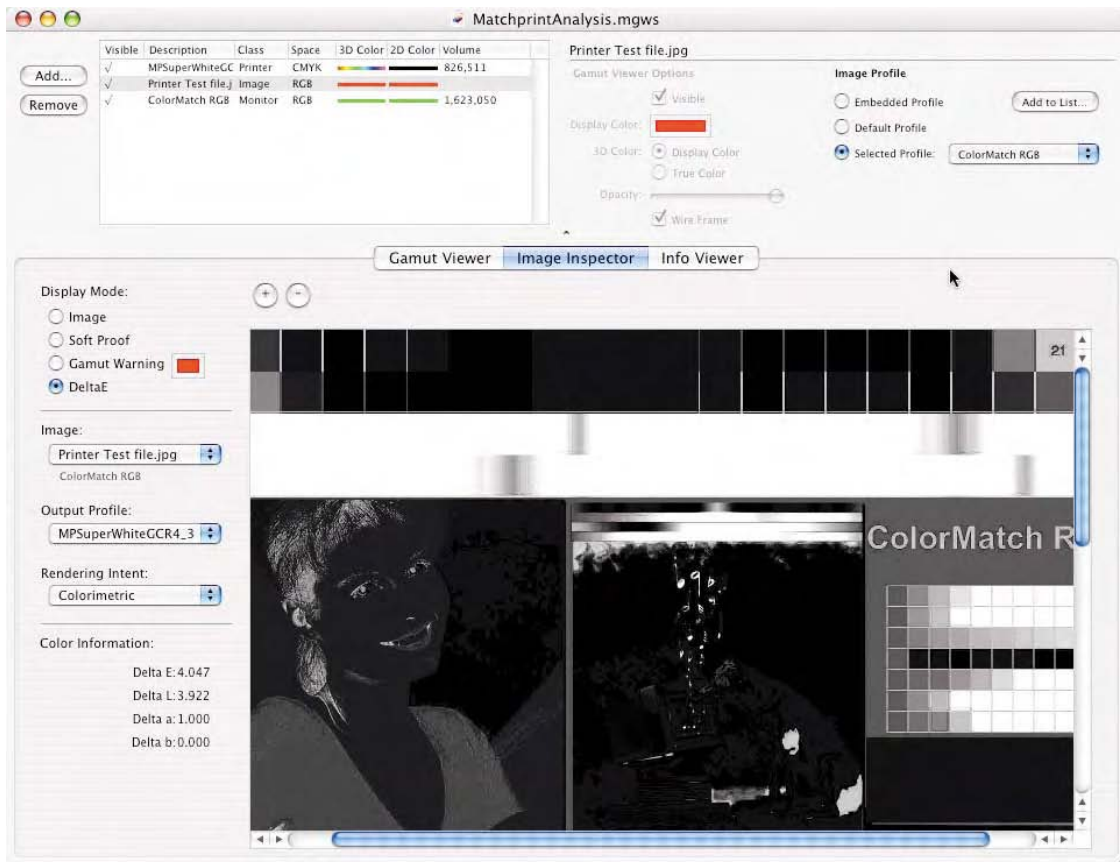 MatchprintAnalysis.mgws
Add...
Remove
Visible Description Class Space 3D Color 2D Color Volume
√ MPSuperWhiteGC Printer CMYK 826,511
√ Printer Test file.j Image RGB
√ ColorMatch RGB Monitor RGB 1,623,050
Printer Test file.jpg
Gamut Viewer Options
Visible
Display Color:
3D Color: Display Color
True Color
Opacity:
Wire Frame
Image Profile
Embedded Profile
Add to List...
Default Profile
Selected Profile: ColorMatch RGB
Gamut Viewer Image Inspector Info Viewer
Display Mode:
Image
Soft Proof
Gamut Warning
DeltaE
Image:
Printer Test file.jpg
ColorMatch RGB
Output Profile:
MPSuperWhiteGCR4_3
Rendering Intent:
Colorimetric
Color Information:
Delta E:4.047
Delta L:3.922
Delta a:1.000
Delta b:0.000
+ -
21
ColorMatch R